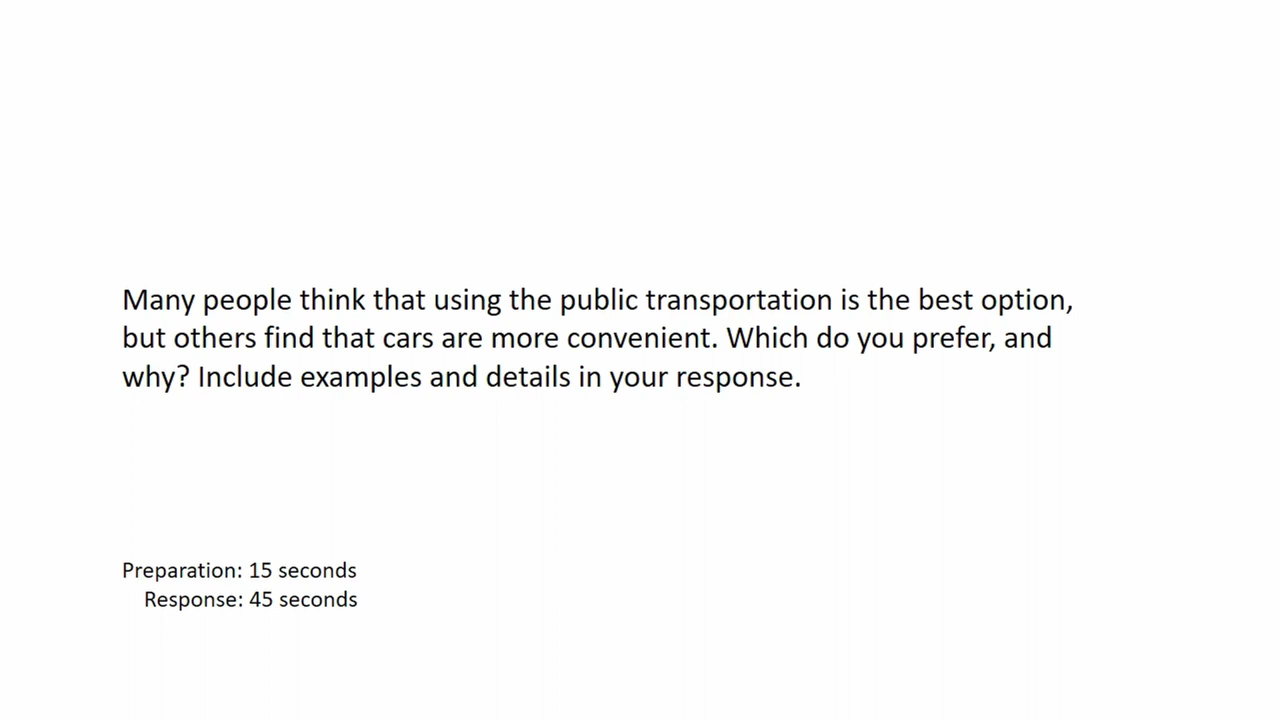 Many people think that using the public transportation is the best option,
but others find that cars are more convenient. Which do you prefer, and
why? Include examples and details in your response.
Preparation: 15 seconds
Response: 45 seconds